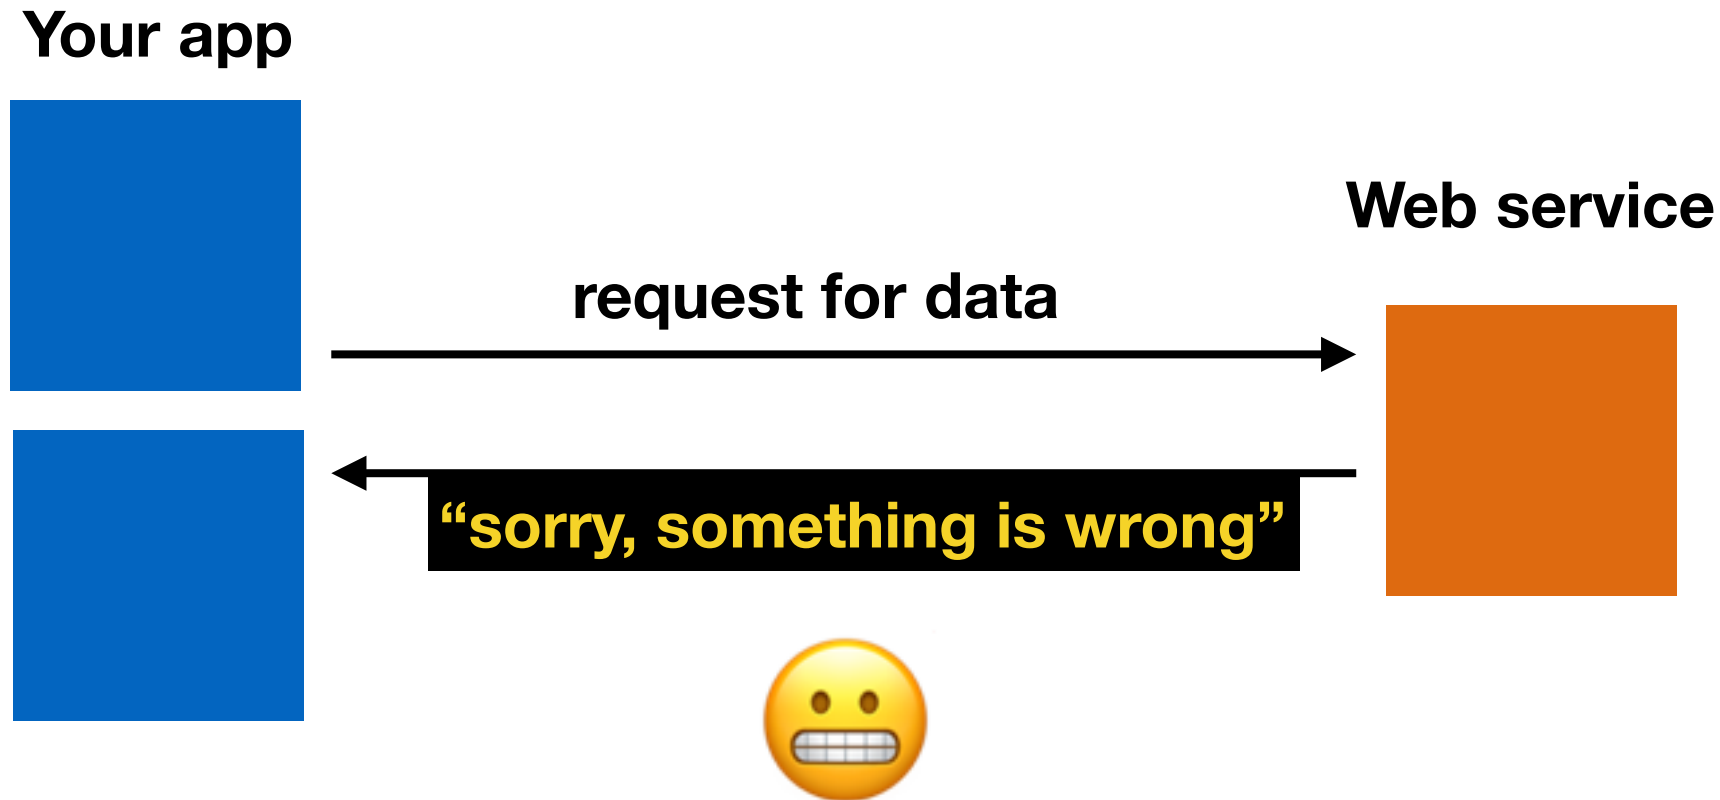 Your app
Web service
request for data
“sorry, something is wrong”